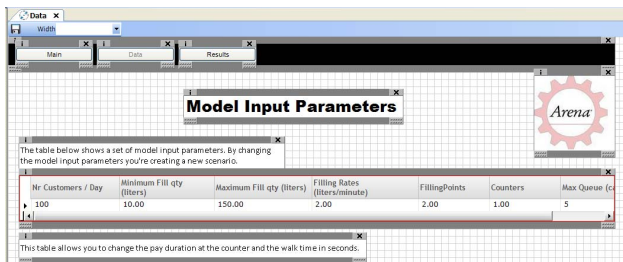 Data X
Width
Main Data Results
Model Input Parameters
Arena
The table below shows a set of model input parameters. By changing
the model input parameters you're creating a new scenario.
Nr Customers / Day Minimum Fill qty (liters) Maximum Fill qty (liters) Filling Rates (liters/minute) FillingPoints Counters Max Queue
100 10.00 150.00 2.00 2.00 1.00 5
This table allows you to change the pay duration at the counter and the walk time in seconds.